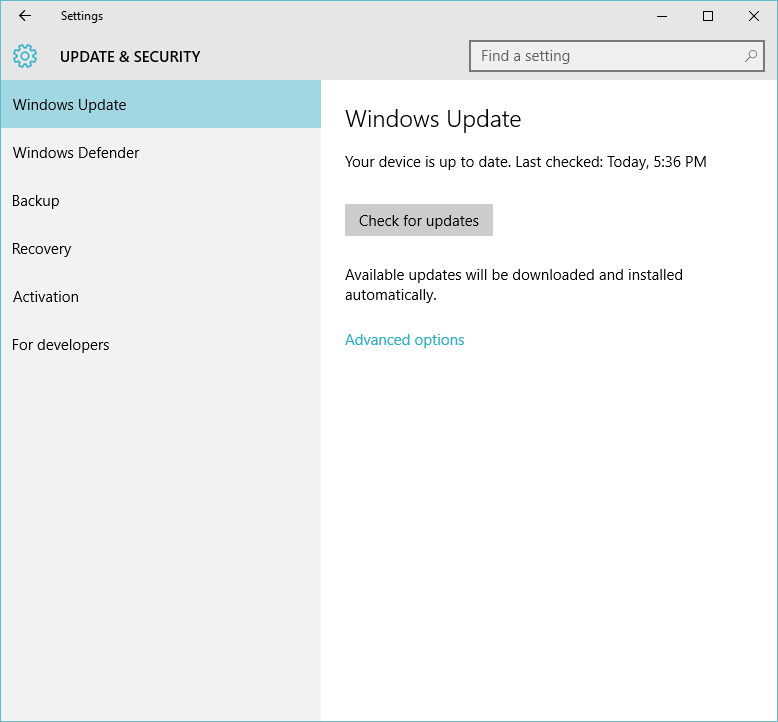 Settings
UPDATE & SECURITY
Find a setting
Windows Update
Windows Defender
Backup
Recovery
Activation
For developers
Windows Update
Your device is up to date. Last checked: Today, 5:36 PM
Check for updates
Available updates will be downloaded and installed
automatically.
Advanced options